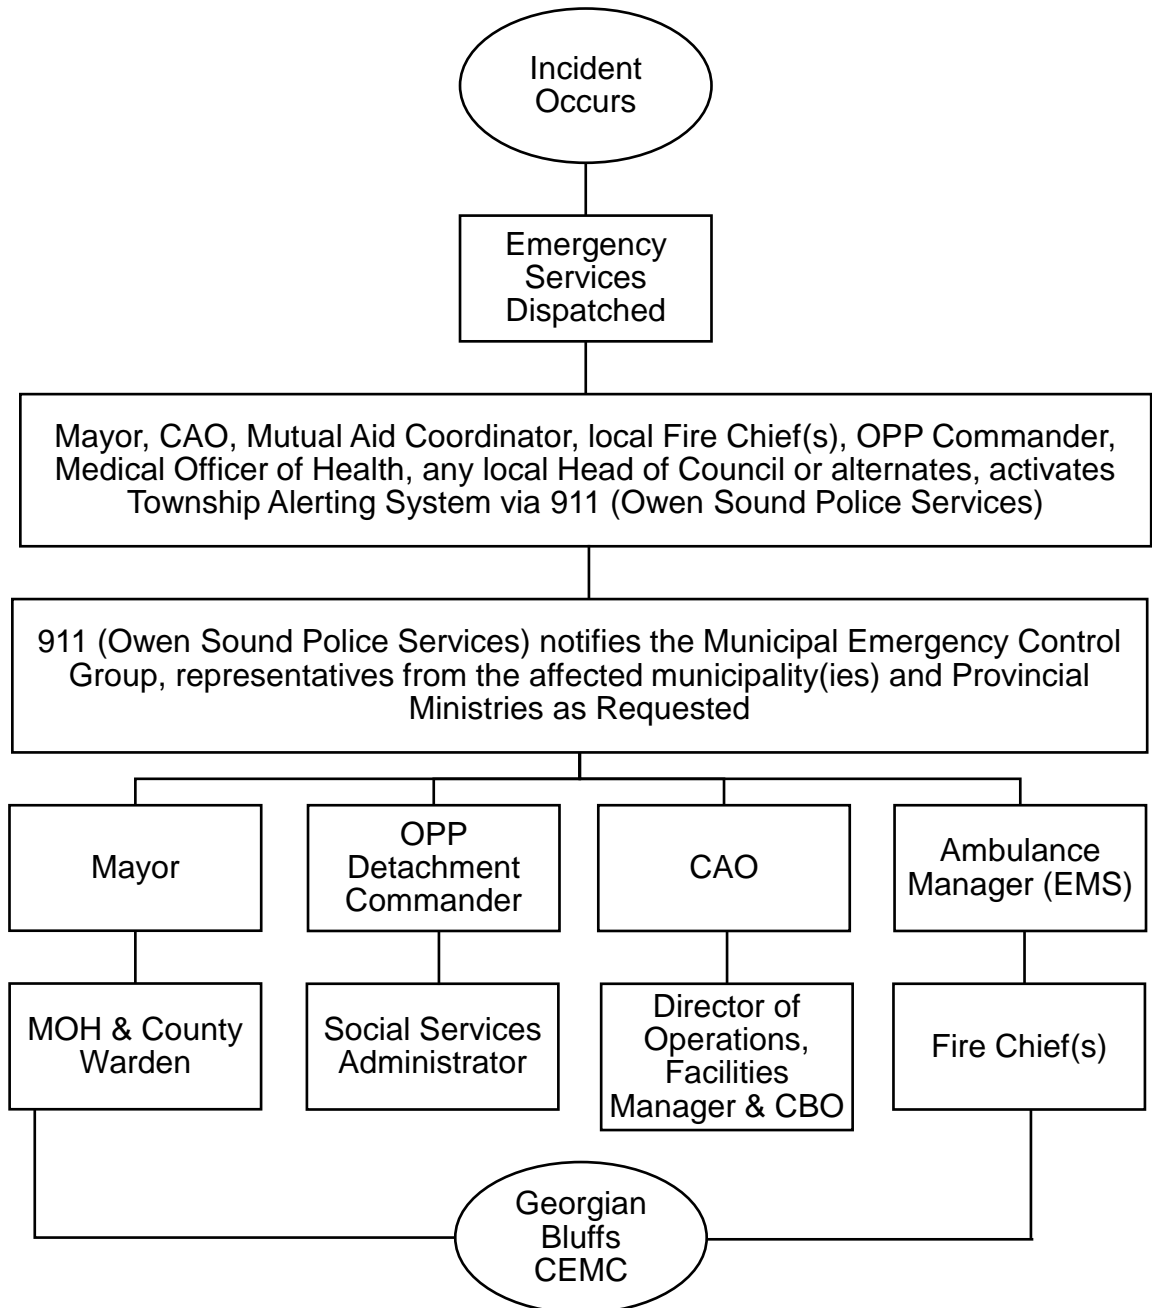 Incident
Occurs
Emergency
Services
Dispatched
Mayor, CAO, Mutual Aid Coordinator, local Fire Chief(s), OPP Commander,
Medical Officer of Health, any local Head of Council or alternates, activates
Township Alerting System via 911 (Owen Sound Police Services)
911 (Owen Sound Police Services) notifies the Municipal Emergency Control
Group, representatives from the affected municipality(ies) and Provincial
Ministries as Requested
Mayor
OPP
Detachment
Commander
CAO
Ambulance
Manager (EMS)
MOH & County
Warden
Social Services
Administrator
Director of
Operations,
Facilities
Manager & CBO
Fire Chief(s)
Georgian
Bluffs
CEMC